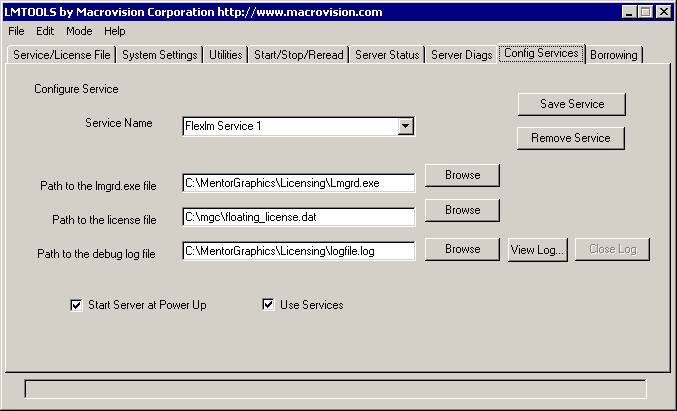 LMTOOLS by Macrovision Corporation http://www.macrovision.com
File Edit Mode Help
Service/License File System Settings Utilities Start/Stop/Reread Server Status Server Diags Config Services Borrowing
Configure Service
Save Service
Service Name Flexlm Service 1
Remove Service
Path to the lmgrd.exe file C:\MentorGraphics\Licensing\Lmgrd.exe Browse
Path to the license file C:\mgc\floating_license.dat Browse
Path to the debug log file C:\MentorGraphics\Licensing\logfile.log Browse View Log... Close Log
Start Server at Power Up Use Services